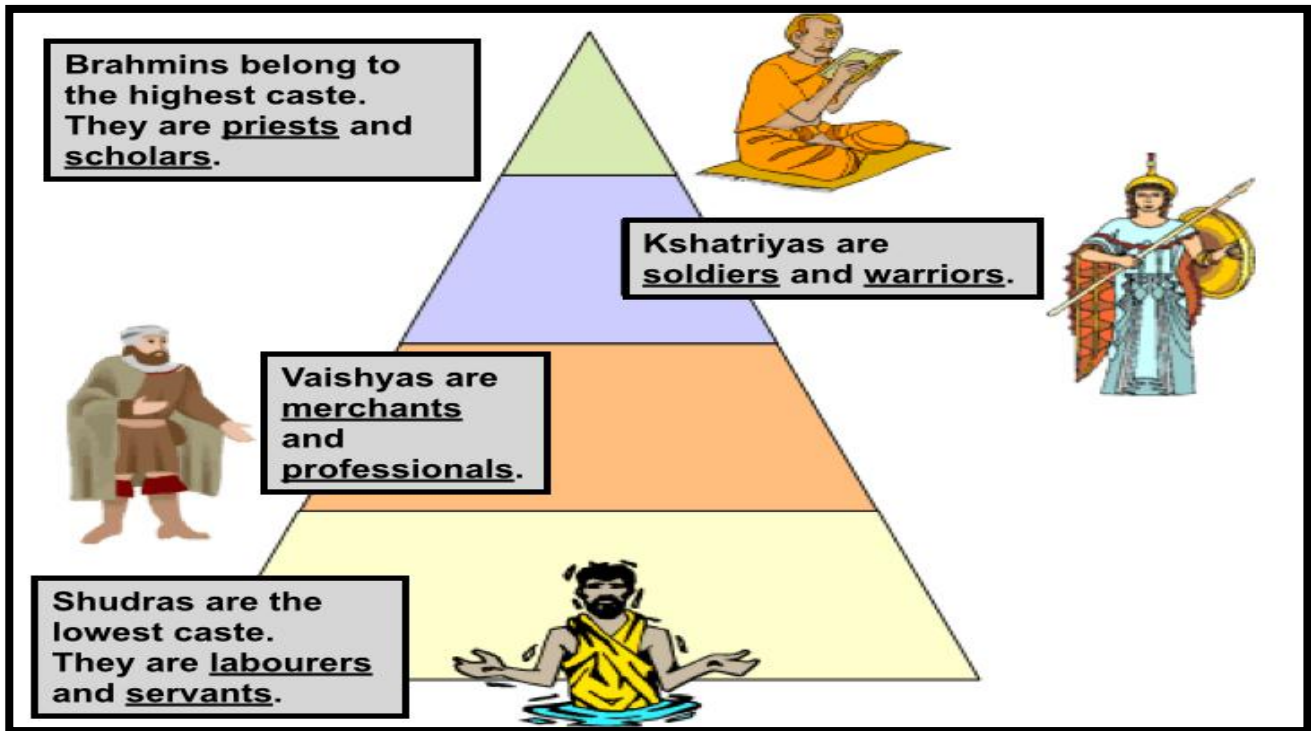 Brahmins belong to
the highest caste.
They are priests and
scholars.
Kshatriyas are
soldiers and warriors.
Vaishyas are
merchants
and
professionals.
Shudras are the
lowest caste.
They are labourers
and servants.